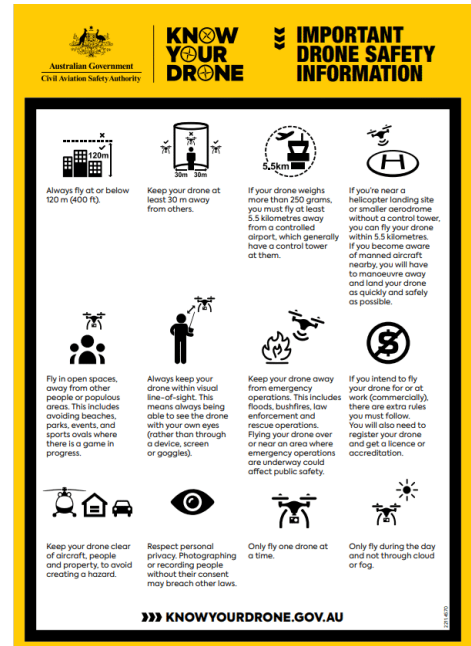 Australian Government
Civil Aviation Safety Authority
KNOW
YOUR
DRONE
IMPORTANT
DRONE SAFETY
INFORMATION
120m
Always fly at or below
120 m (400 ft).
30m 30m
Keep your drone at
least 30 m away
from others.
5.5km
If your drone weighs
more than 250 grams,
you must fly at least
5.5 kilometres away
from a controlled
airport, which generally
have a control tower
at them.
H
If you're near a
helicopter landing site
or smaller aerodrome
without a control tower,
you can fly your drone
within 5.5 kilometres.
If you become aware
of manned aircraft
nearby, you will have
to manoeuvre away
and land your drone
as quickly and safely
as possible.
Fly in open spaces,
away from other
people or populous
areas. This includes
avoiding beaches,
parks, events, and
sports ovals where
there is a game in
progress.
Always keep your
drone within visual
line-of-sight. This
means always being
able to see the drone
with your own eyes
(rather than through
a device, screen
or goggles).
Keep your drone away
from emergency
operations. This includes
floods, bushfires, law
enforcement and
rescue operations.
Flying your drone over
or near an area where
emergency operations
are underway could
affect public safety.
$
If you intend to fly
your drone for or at
work (commercially),
there are extra rules
you must follow.
You will also need to
register your drone
and get a licence or
accreditation.
Keep your drone clear
of aircraft, people
and property, to avoid
creating a hazard.
Respect personal
privacy. Photographing
or recording people
without their consent
may breach other laws.
Only fly one drone at
a time.
Only fly during the day
and not through cloud
or fog.
KNOWYOURDRONE.GOV.AU